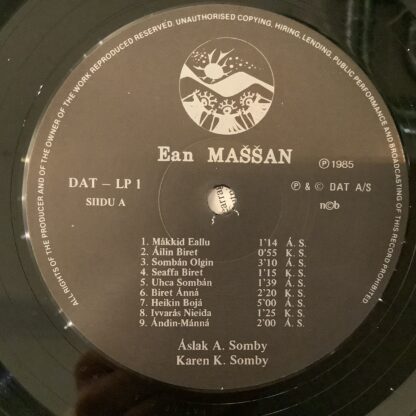 ALL RIGHTS OF THE PRODUCER AND OF THE OWNER OF THE WORK REPRODUCED RESERVED. UNAUTHORISED COPYING, HIRING, LENDING, PUBLIC PERFORMANCE AND BROADCASTING OF THIS RECORD PROHIBITED
Ean MAŠŠAN
Ⓟ 1985
DAT – LP 1
SIIDU A
Ⓟ & © DAT A/S
n©b
1. Mákkid Eallu 1'14 Á. S.
2. Áilin Biret 0'55 K. S.
3. Sombán Olgin 3'10 Á. S.
4. Seaffa Biret 1'15 K. S.
5. Uhca Sombán 1'39 Á. S.
6. Biret Ánná 2'20 K. S.
7. Heikin Bojá 5'00 Á. S.
8. Ivvarás Nieida 1'25 K. S.
9. Ándin-Mánná 2'00 Á. S.
Áslak A. Somby
Karen K. Somby